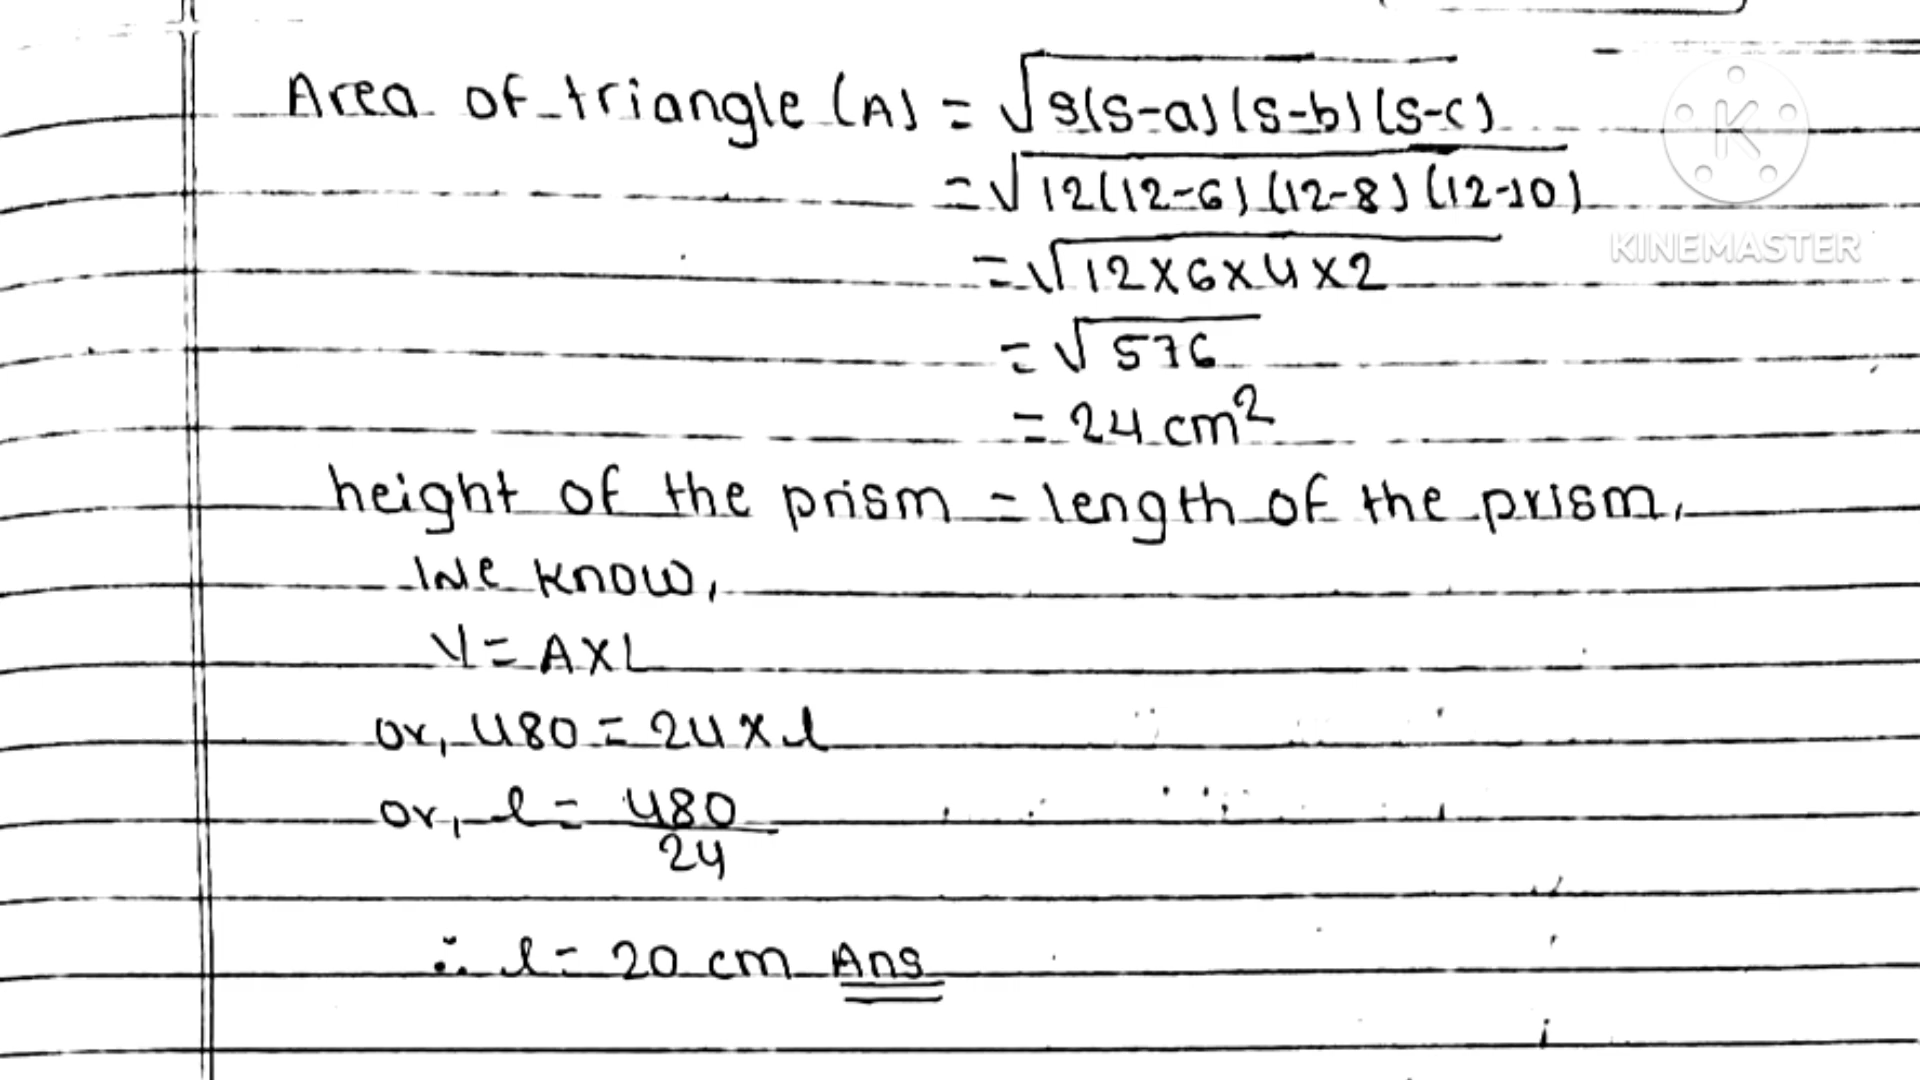 Area of triangle (A) = √s(s-a)(s-b)(s-c)
= √12(12-6)(12-8)(12-10)
= √12×6×4×2
= √576
= 24 cm²
height of the prism = length of the prism,
We know,
V = A×L
or, 480 = 24×l
or, l = 480/24
∴ l = 20 cm Ans
KINEMASTER